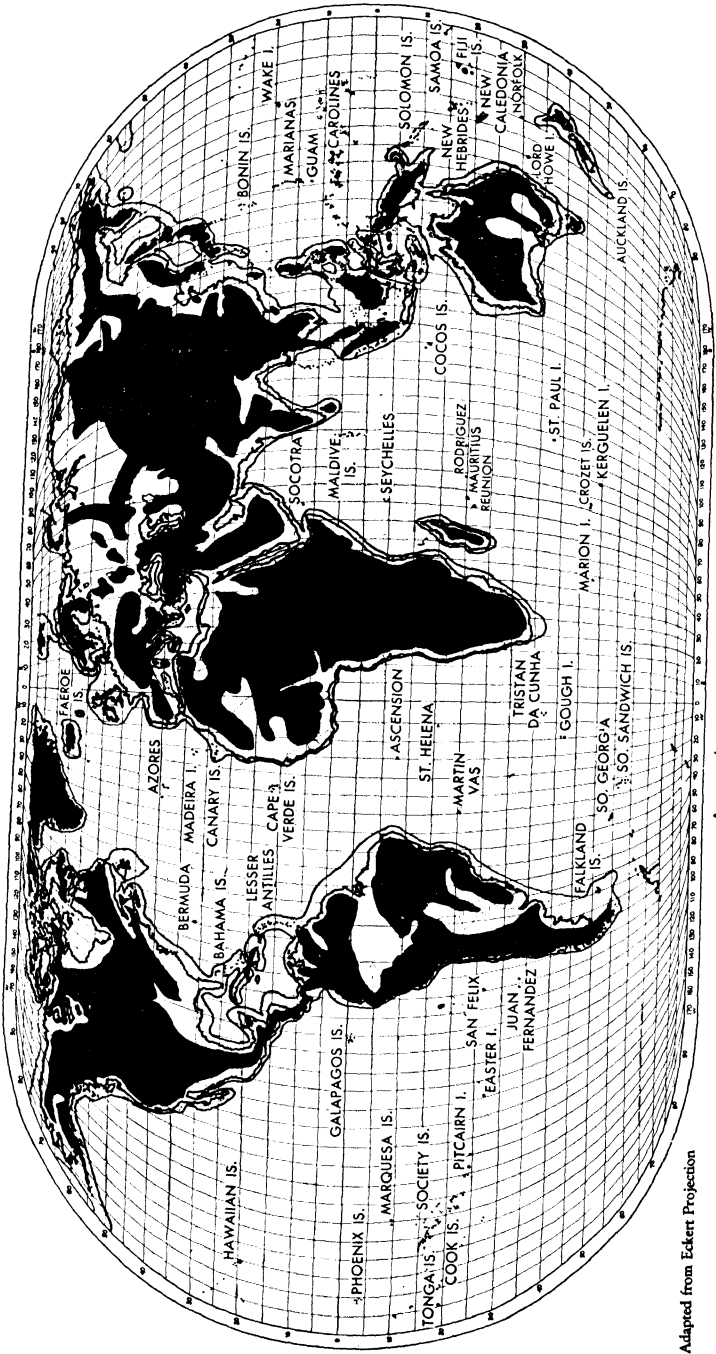 FAEROE
IS.
AZORES
MADEIRA I.
CANARY IS.
BERMUDA
BAHAMA IS.
LESSER
ANTILLES
CAPE
VERDE IS.
HAWAIIAN IS.
BONIN IS.
WAKE I.
MARIANAS
GUAM
CAROLINES
SOCOTRA
MALDIVE
IS.
SEYCHELLES
GALAPAGOS IS.
PHOENIX IS.
MARQUESA IS.
SOCIETY IS.
TONGA IS.
COOK IS.
PITCAIRN I.
SAN FELIX
EASTER I.
JUAN
FERNANDEZ
ASCENSION
ST. HELENA
MARTIN
VAS
TRISTAN
DA CUNHA
GOUGH I.
FALKLAND
IS.
SO. GEORGIA
SO. SANDWICH IS.
RODRIGUEZ
MAURITIUS
REUNION
COCOS IS.
ST. PAUL I.
MARION I.
CROZET IS.
KERGUELEN I.
SOLOMON IS.
SAMOA IS.
NEW
HEBRIDES
FIJI
IS.
NEW
CALEDONIA
NORFOLK
LORD
HOWE I.
AUCKLAND IS.
Adapted from Eckert Projection